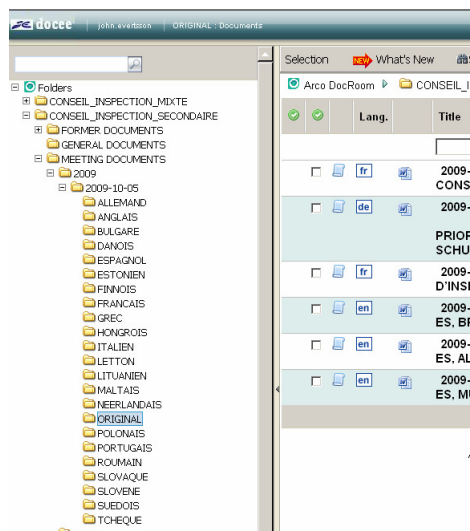 docee john.evertsson ORIGINAL : Documents
Folders
CONSEIL_INSPECTION_MIXTE
CONSEIL_INSPECTION_SECONDAIRE
FORMER DOCUMENTS
GENERAL DOCUMENTS
MEETING DOCUMENTS
2009
2009-10-05
ALLEMAND
ANGLAIS
BULGARE
DANOIS
ESPAGNOL
ESTONIEN
FINNOIS
FRANCAIS
GREC
HONGROIS
ITALIEN
LETTON
LITUANIEN
MALTAIS
NEERLANDAIS
ORIGINAL
POLONAIS
PORTUGAIS
ROUMAIN
SLOVAQUE
SLOVENE
SUEDOIS
TCHEQUE
Selection NEW What's New
Arco DocRoom CONSEIL_I
Lang. Title
fr 2009-
CONS
de 2009-
PRIOR
SCHU
fr 2009-
D'INSI
en 2009-
ES, BR
en 2009-
ES, AL
en 2009-
ES, MU